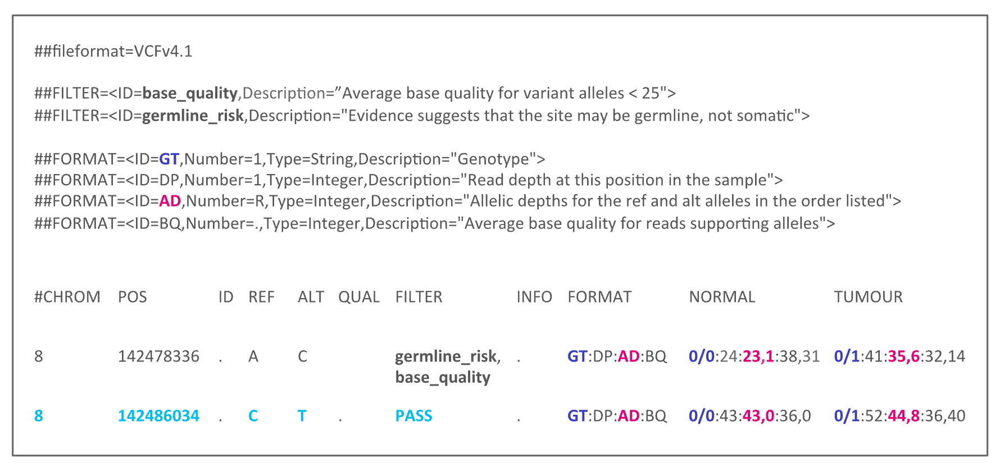 ##fileformat=VCFv4.1
##FILTER=<ID=base_quality,Description=”Average base quality for variant alleles < 25">
##FILTER=<ID=germline_risk,Description="Evidence suggests that the site may be germline, not somatic">
##FORMAT=<ID=GT,Number=1,Type=String,Description="Genotype">
##FORMAT=<ID=DP,Number=1,Type=Integer,Description="Read depth at this position in the sample">
##FORMAT=<ID=AD,Number=R,Type=Integer,Description="Allelic depths for the ref and alt alleles in the order listed">
##FORMAT=<ID=BQ,Number=.,Type=Integer,Description="Average base quality for reads supporting alleles">
#CHROM POS ID REF ALT QUAL FILTER INFO FORMAT NORMAL TUMOUR
8 142478336 . A C germline_risk, . GT:DP:AD:BQ 0/0:24:23,1:38,31 0/1:41:35,6:32,14
base_quality
8 142486034 . C T . PASS . GT:DP:AD:BQ 0/0:43:43,0:36,0 0/1:52:44,8:36,40